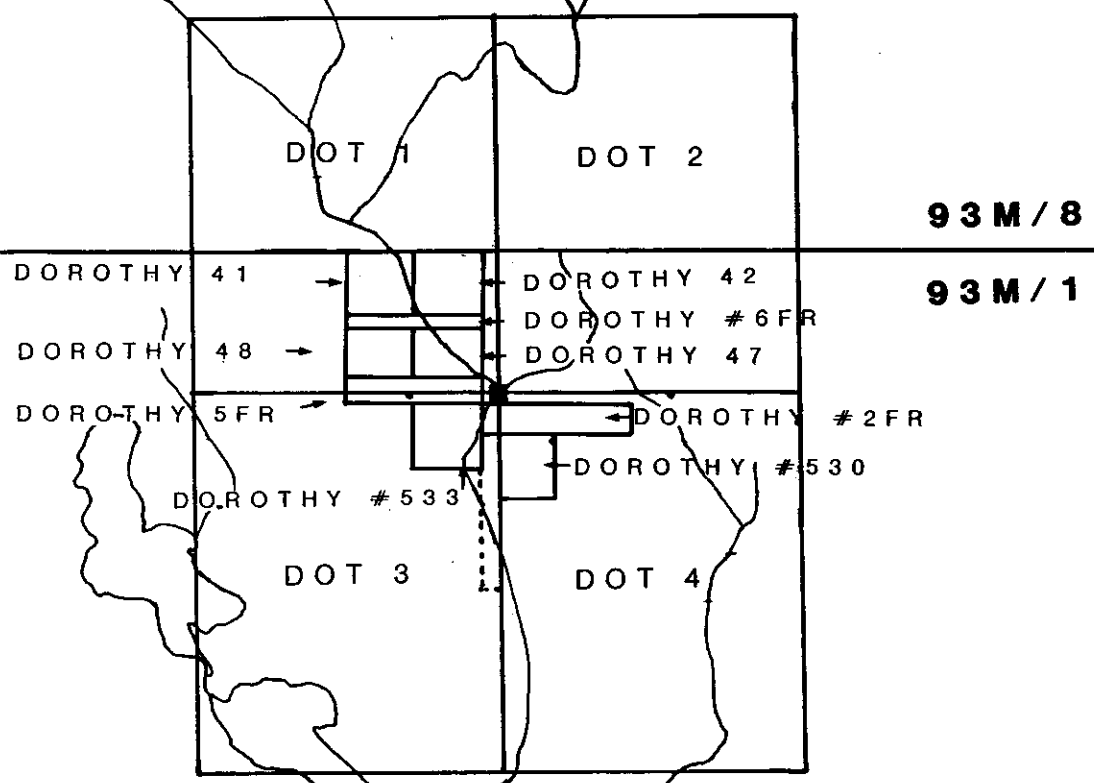 DOT 1
DOT 2
93M/8
DOROTHY 41
DOROTHY 42
93M/1
DOROTHY #6FR
DOROTHY 48
DOROTHY 47
DOROTHY 5FR
DOROTHY #2FR
DOROTHY #530
DOROTHY #533
DOT 3
DOT 4